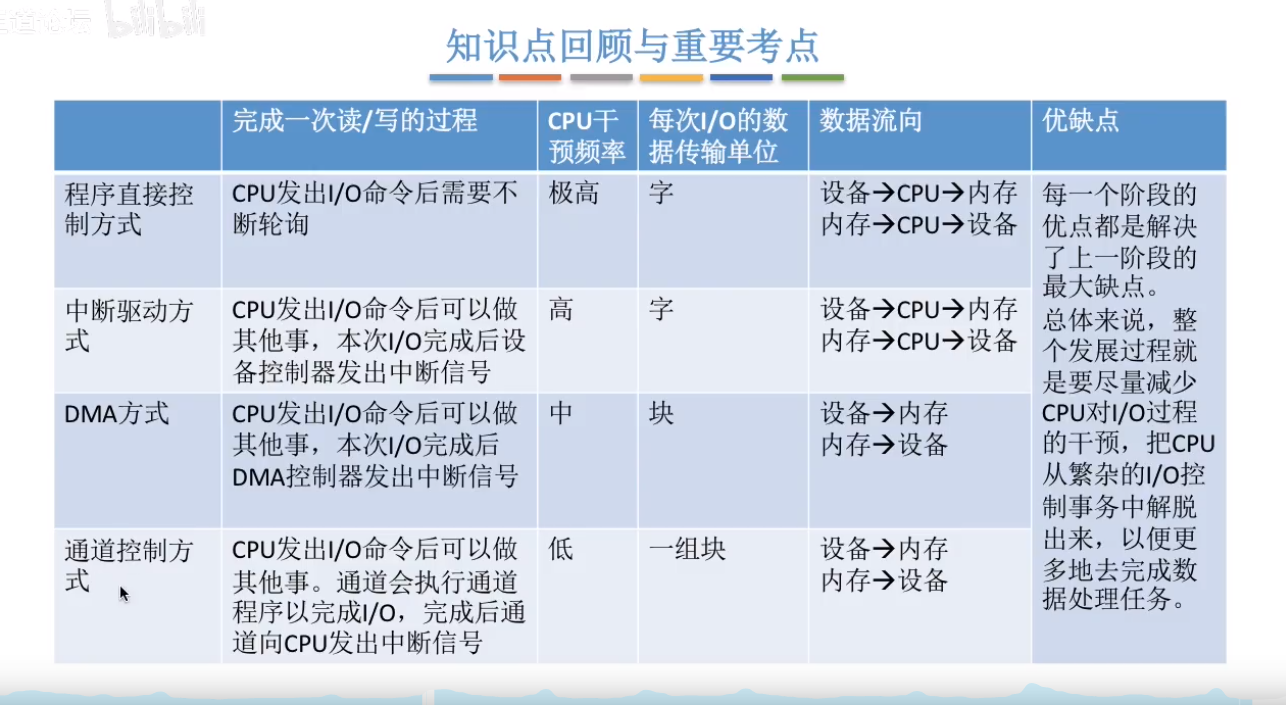 bilibili
知识点回顾与重要考点
完成一次读/写的过程
CPU干
预频率
每次I/O的数
据传输单位
数据流向
优缺点
程序直接控
制方式
CPU发出I/O命令后需要不
断轮询
极高
字
设备→CPU→内存
内存→CPU→设备
每一个阶段的
优点都是解决
了上一阶段的
最大缺点。
总体来说，整
个发展过程就
是要尽量减少
CPU对I/O过程
的干预，把CPU
从繁杂的I/O控
制事务中解脱
出来，以便更
多地去完成数
据处理任务。
中断驱动方
式
CPU发出I/O命令后可以做
其他事，本次I/O完成后设
备控制器发出中断信号
高
字
设备→CPU→内存
内存→CPU→设备
DMA方式
CPU发出I/O命令后可以做
其他事，本次I/O完成后
DMA控制器发出中断信号
中
块
设备→内存
内存→设备
通道控制方
式
CPU发出I/O命令后可以做
其他事。通道会执行通道
程序以完成I/O，完成后通
道向CPU发出中断信号
低
一组块
设备→内存
内存→设备